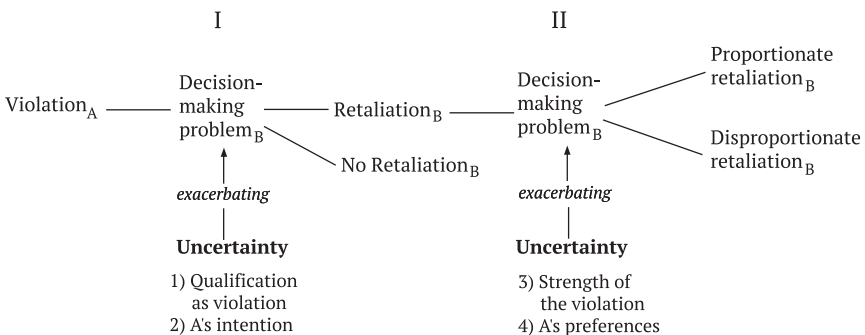 I
II
Violation_A
Decision-
making
problem_B
Retaliation_B
No Retaliation_B
Decision-
making
problem_B
Proportionate
retaliation_B
Disproportionate
retaliation_B
exacerbating
Uncertainty
1) Qualification
as violation
2) A's intention
exacerbating
Uncertainty
3) Strength of
the violation
4) A's preferences